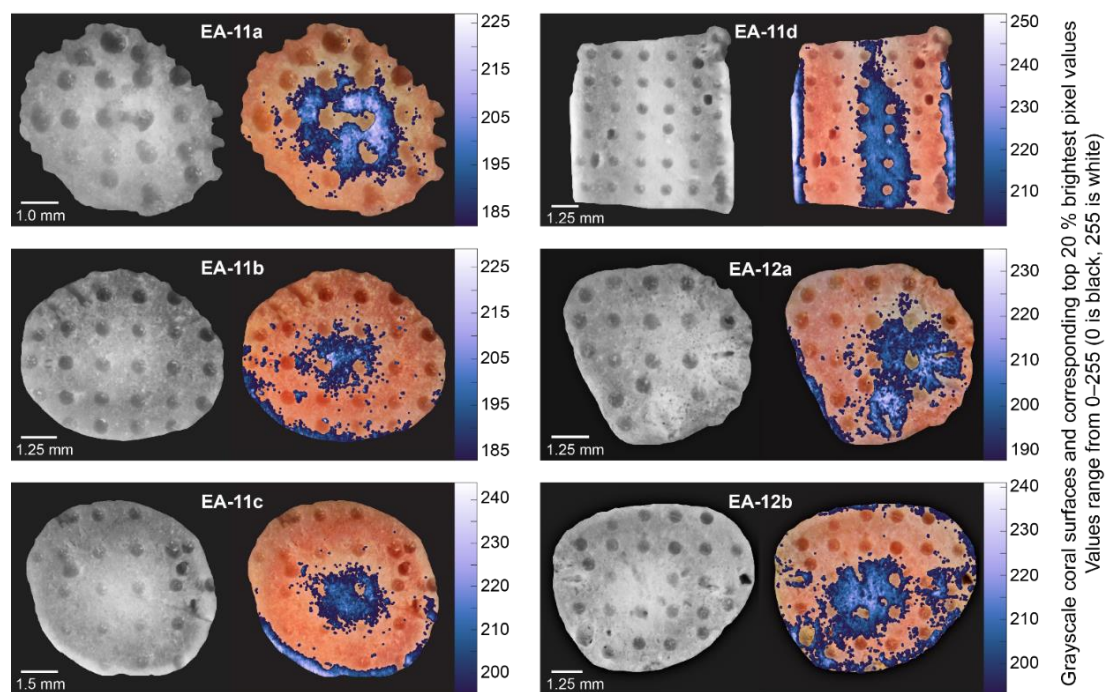 EA-11a
225
215
205
195
185
1.0 mm
EA-11d
250
240
230
220
210
1.25 mm
EA-11b
225
215
205
195
185
1.25 mm
EA-12a
230
220
210
200
190
1.25 mm
EA-11c
240
230
220
210
200
1.5 mm
EA-12b
240
230
220
210
200
1.25 mm
Grayscale coral surfaces and corresponding top 20 % brightest pixel values
Values range from 0–255 (0 is black, 255 is white)